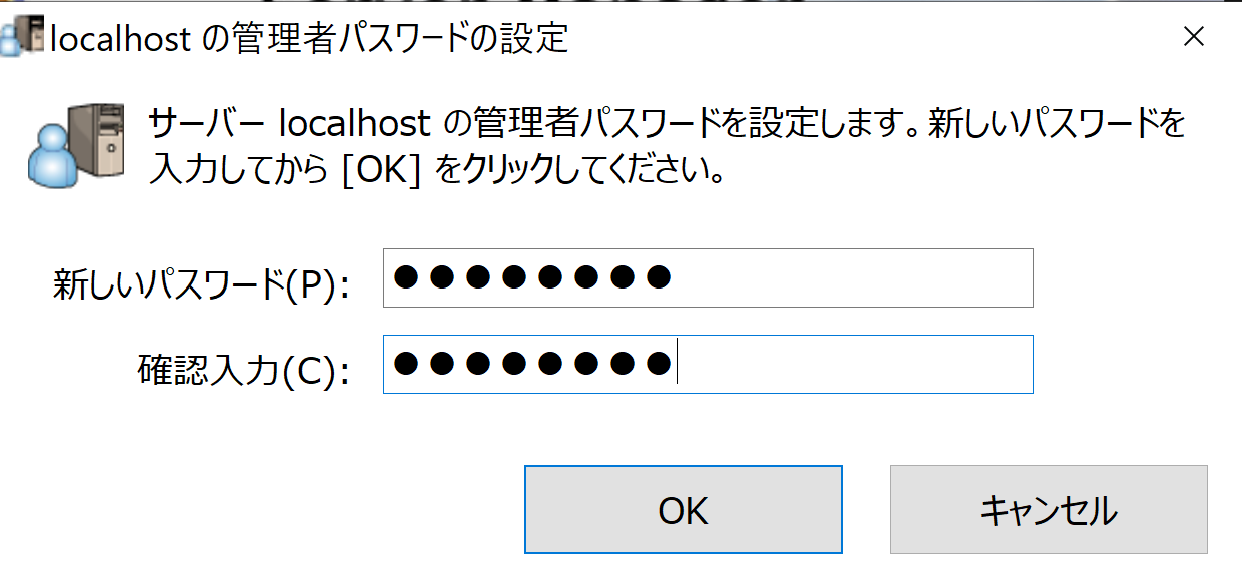 localhost の管理者パスワードの設定
サーバー localhost の管理者パスワードを設定します。新しいパスワードを
入力してから [OK] をクリックしてください。
新しいパスワード(P): ●●●●●●●●
確認入力(C): ●●●●●●●●
OK キャンセル